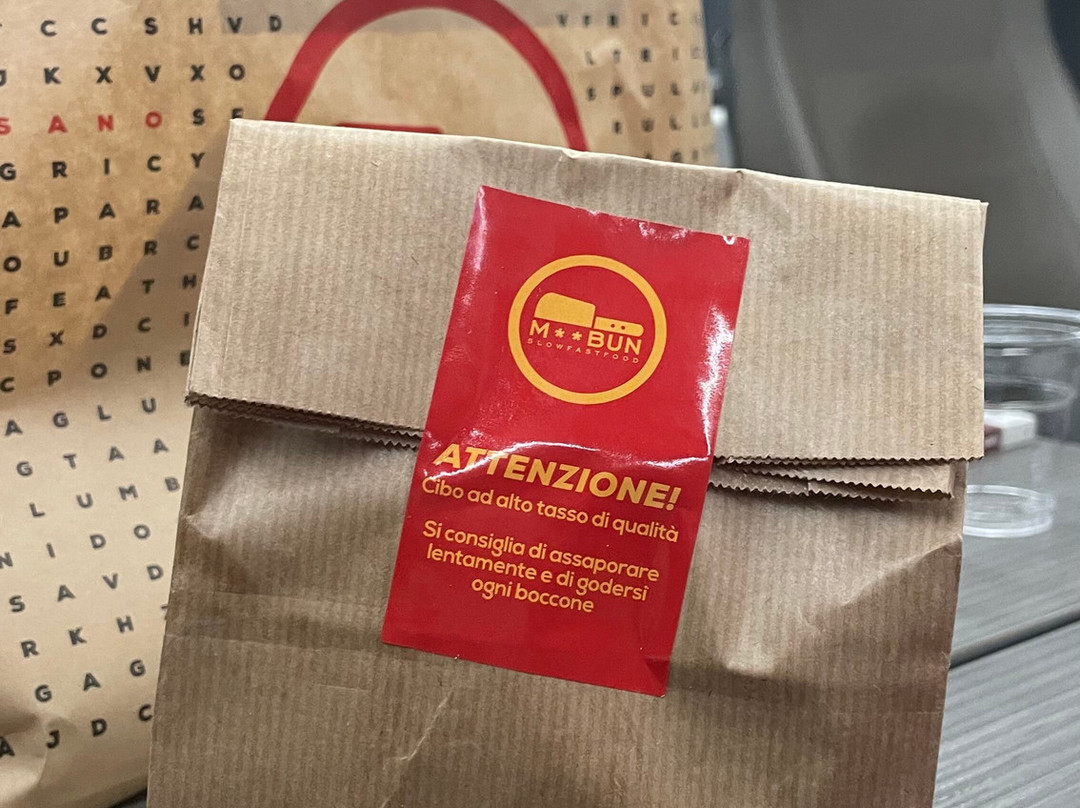 C C S H V D
J K X V X O
S A N O S E
G R I C Y
A P A R A
O U B R C
F E A T H
S X D C I
C P O N E
A G L U
G T A A
L U M B
N I D O
S A V D
R K H
G A G
A J D C
M**BUN
SLOWFASTFOOD
ATTENZIONE!
Cibo ad alto tasso di qualità
Si consiglia di assaporare
lentamente e di godersi
ogni boccone